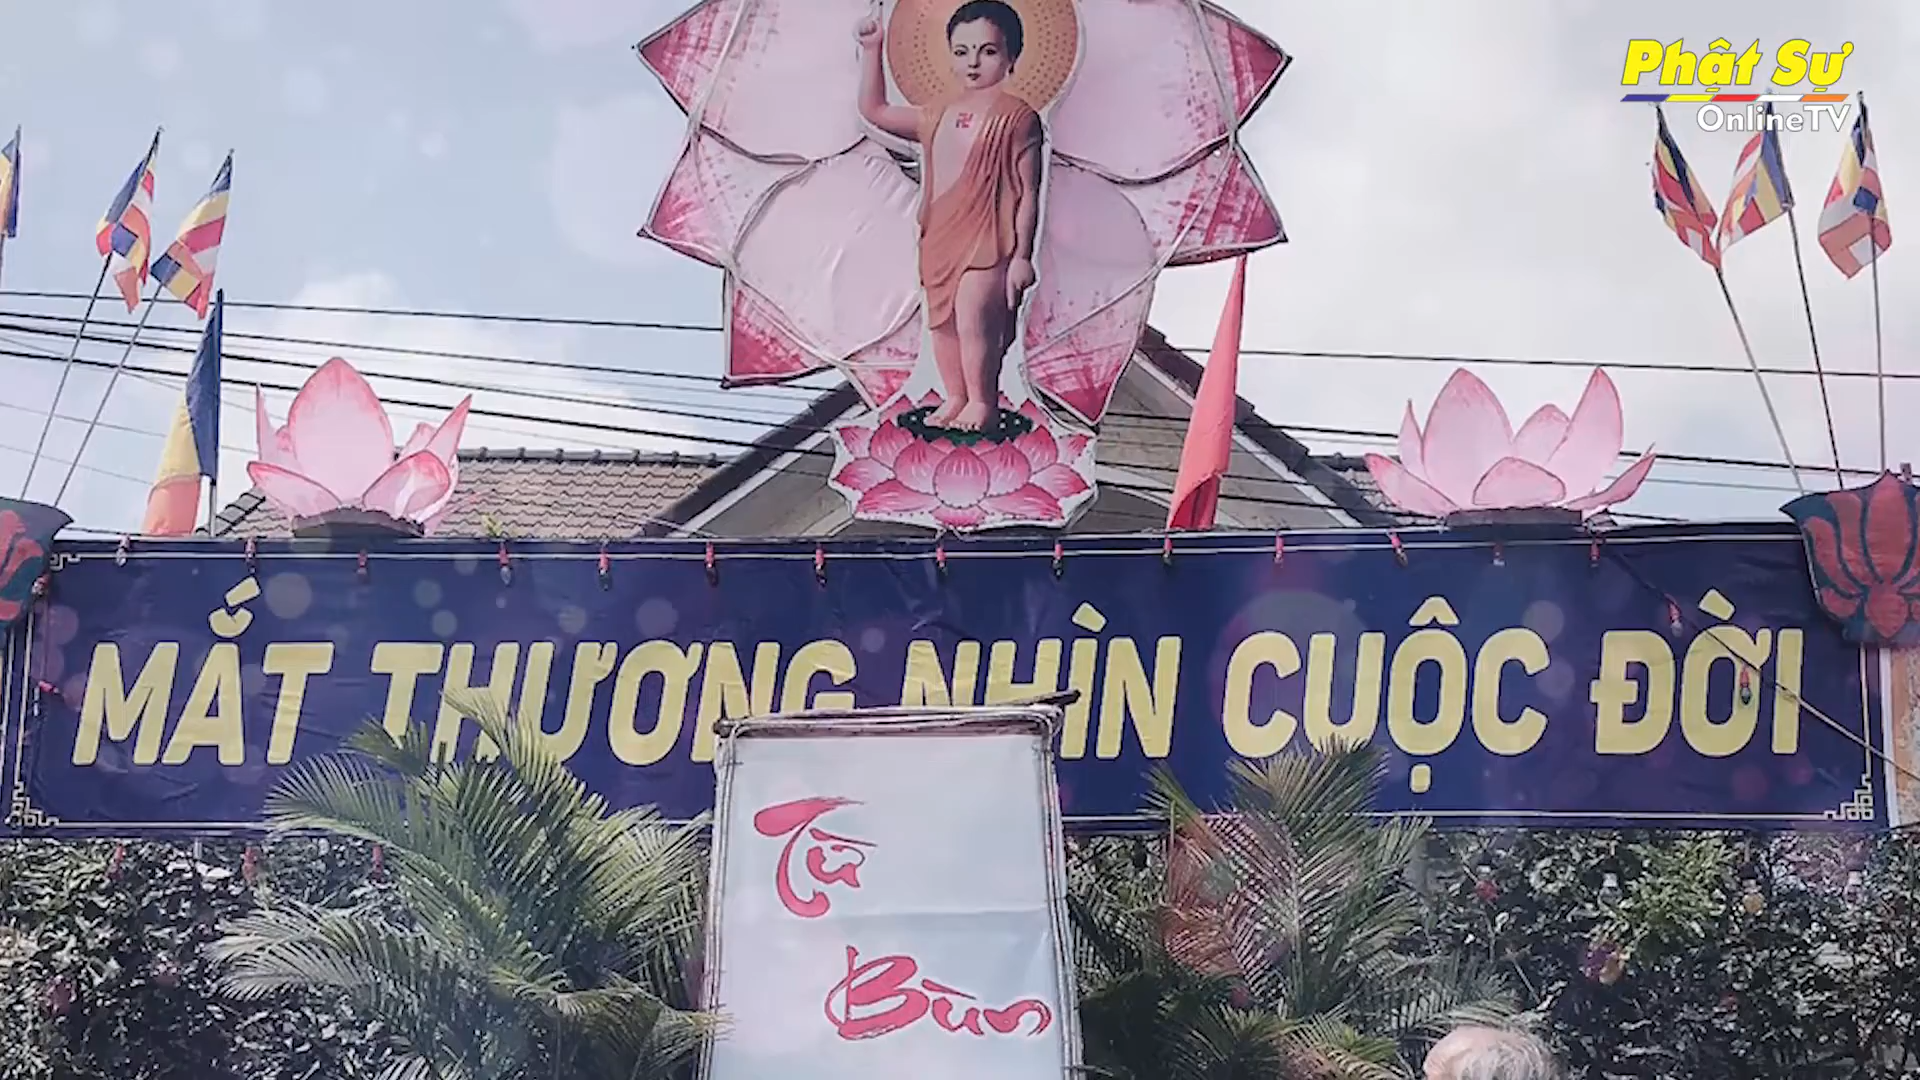 Phật Sự
OnlineTV
MẮT THƯƠNG NHÌN CUỘC ĐỜI
Từ
Bùn